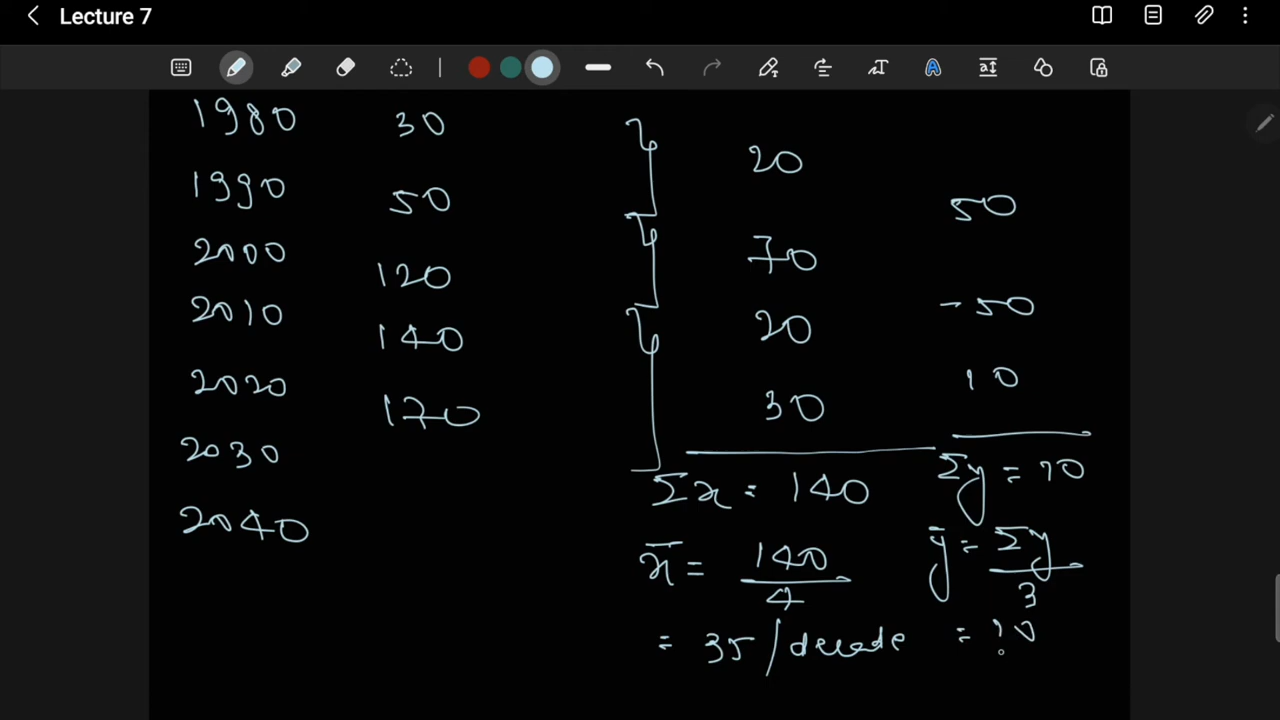 Lecture 7
1980 30
20
1990 50
50
2000 120
70
-50
2010 140
20
10
2020 170
30
2030
Σx = 140
Σy = 10
2040
x̄ = 140/4
ȳ = Σy/3
= 35/decade
= 10